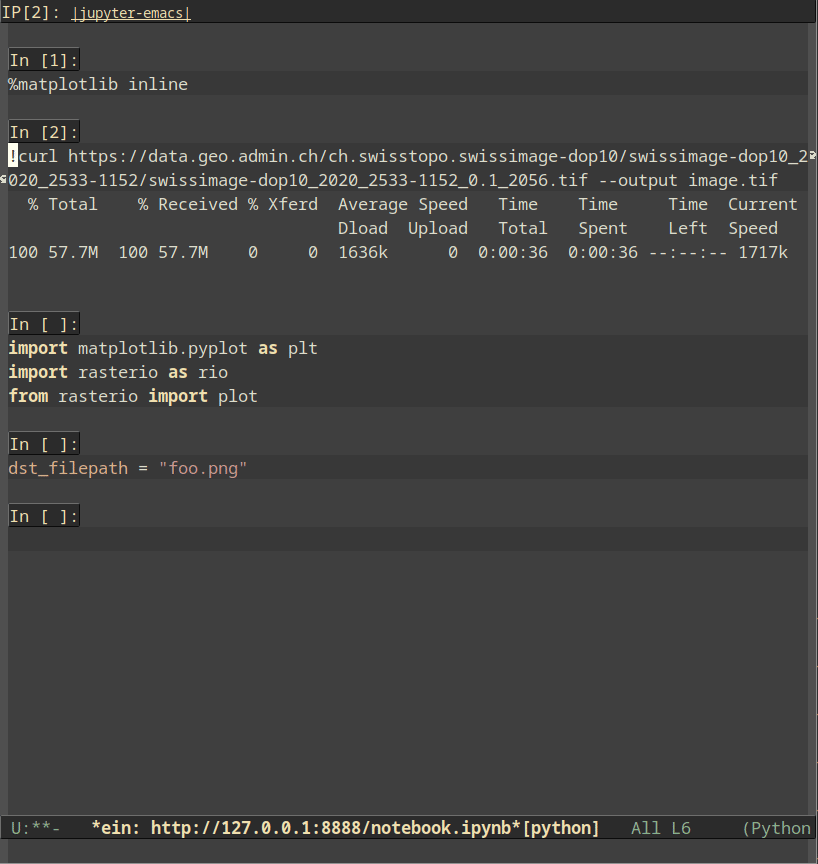 IP[2]: |jupyter-emacs|
In [1]:
%matplotlib inline
In [2]:
!curl https://data.geo.admin.ch/ch.swisstopo.swissimage-dop10/swissimage-dop10_2
020_2533-1152/swissimage-dop10_2020_2533-1152_0.1_2056.tif --output image.tif
  % Total    % Received % Xferd  Average Speed   Time    Time     Time  Current
                                 Dload  Upload   Total   Spent    Left  Speed
100 57.7M  100 57.7M    0     0  1636k      0  0:00:36  0:00:36 --:--:-- 1717k
In [ ]:
import matplotlib.pyplot as plt
import rasterio as rio
from rasterio import plot
In [ ]:
dst_filepath = "foo.png"
In [ ]:
U:**-   *ein: http://127.0.0.1:8888/notebook.ipynb*[python]   All L6     (Python